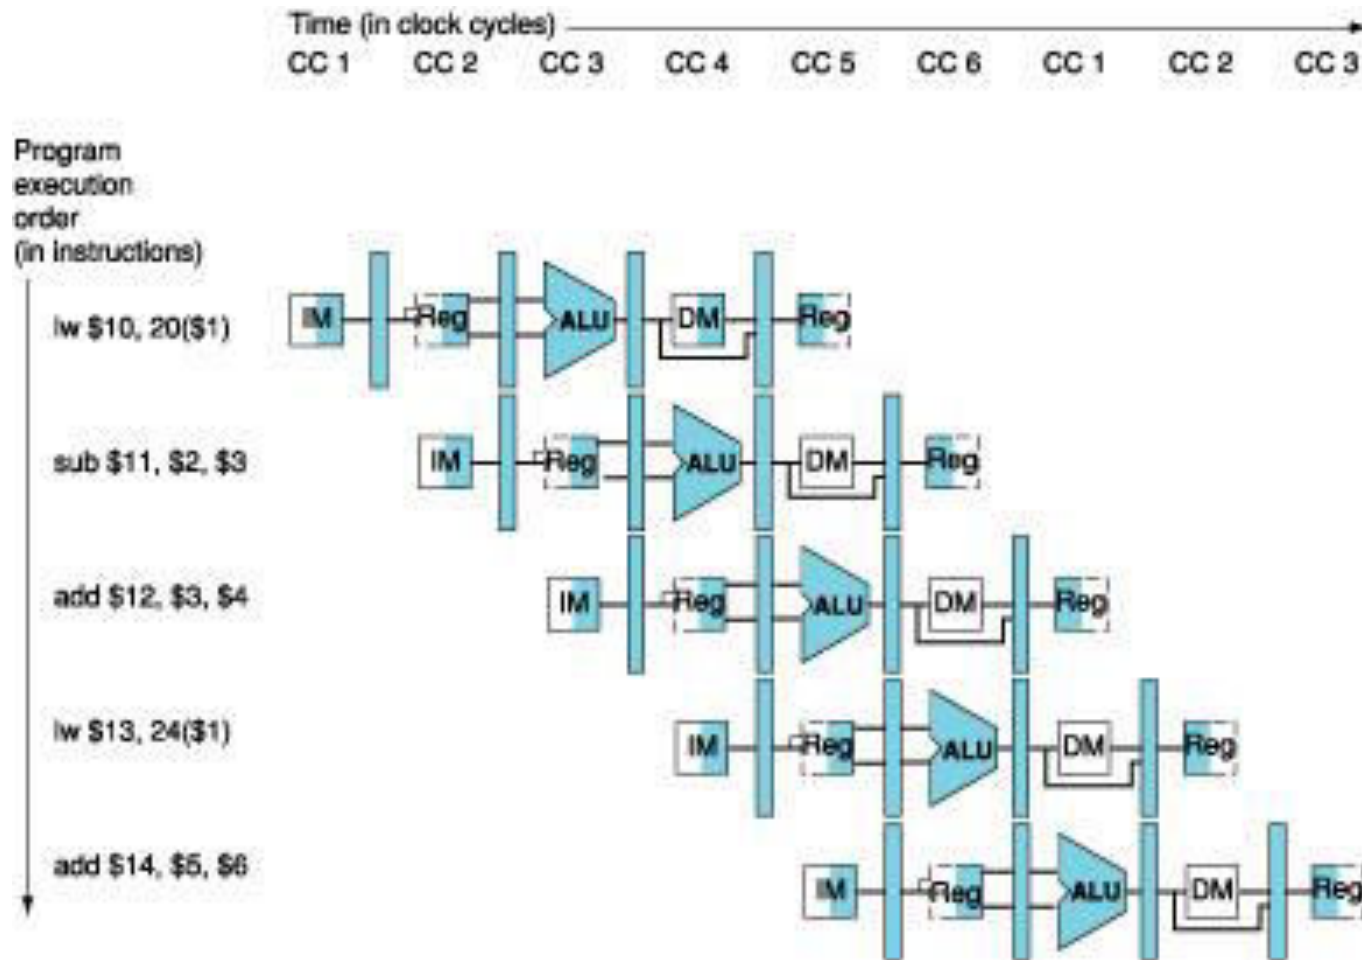 Time (in clock cycles)
CC 1 CC 2 CC 3 CC 4 CC 5 CC 6 CC 1 CC 2 CC 3
Program
execution
order
(in instructions)
lw $10, 20($1)
IM Reg ALU DM Reg
sub $11, $2, $3
IM Reg ALU DM Reg
add $12, $3, $4
IM Reg ALU DM Reg
lw $13, 24($1)
IM Reg ALU DM Reg
add $14, $5, $6
IM Reg ALU DM Reg